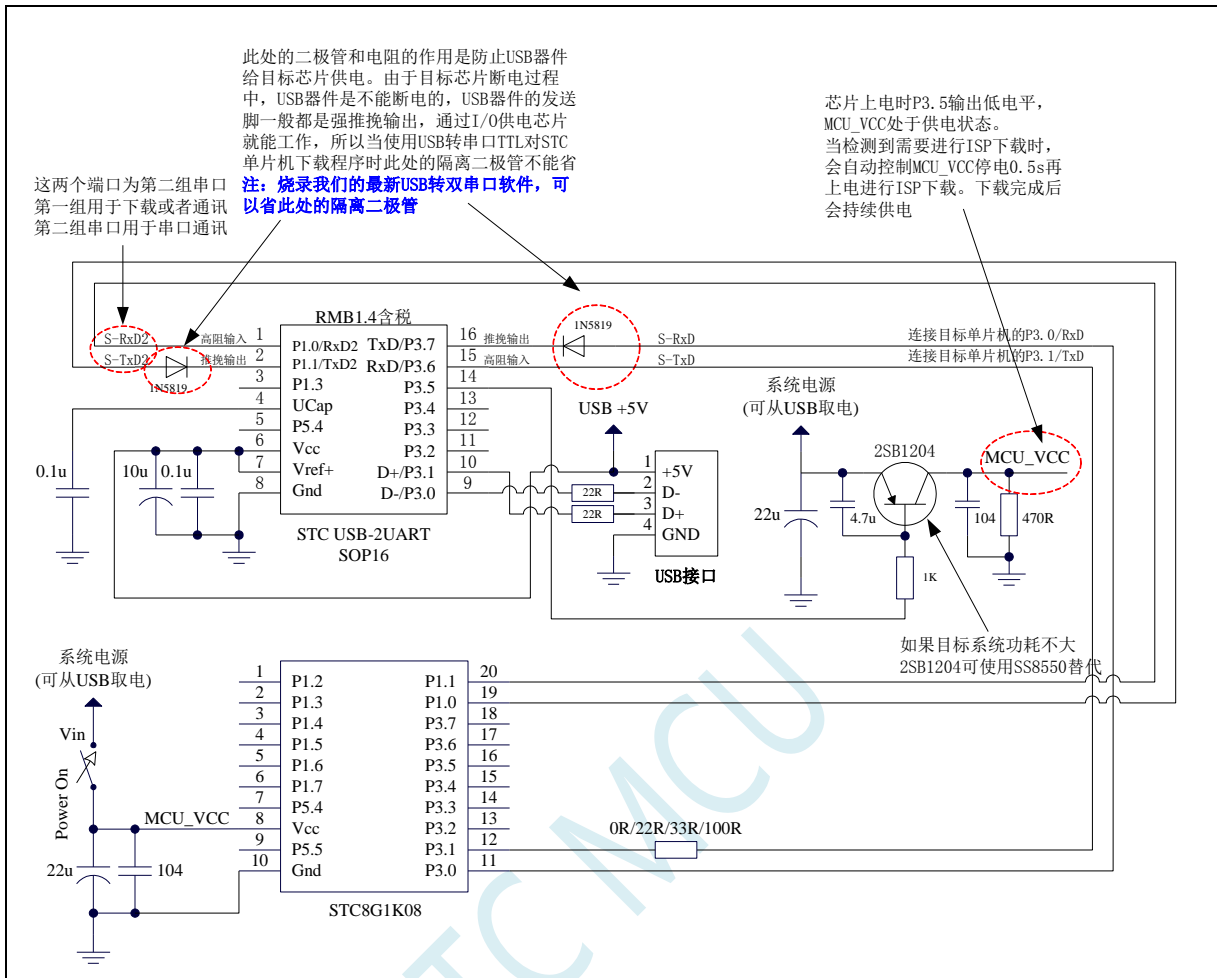 此处的二极管和电阻的作用是防止USB器件
给目标芯片供电。由于目标芯片断电过程
中，USB器件是不能断电的，USB器件的发送
脚一般都是强推挽输出，通过I/O供电芯片
就能工作，所以当使用USB转串口TTL对STC
单片机下载程序时此处的隔离二极管不能省
注：烧录我们的最新USB转双串口软件，可
以省此处的隔离二极管
芯片上电时P3.5输出低电平，
MCU_VCC处于供电状态。
当检测到需要进行ISP下载时，
会自动控制MCU_VCC停电0.5s再
上电进行ISP下载。下载完成后
会持续供电
这两个端口为第二组串口
第一组用于下载或者通讯
第二组串口用于串口通讯
RMB1.4含税
S-RxD2
高阻输入
1
P1.0/RxD2
TxD/P3.7
16
推挽输出
1N5819
S-RxD
连接目标单片机的P3.0/RxD
S-TxD2
1N5819
推挽输出
2
P1.1/TxD2
RxD/P3.6
15
高阻输入
S-TxD
连接目标单片机的P3.1/TxD
3
P1.3
P3.5
14
4
UCap
P3.4
13
5
P5.4
P3.3
12
6
Vcc
P3.2
11
7
Vref+
D+/P3.1
10
8
Gnd
D-/P3.0
9
0.1u
10u
0.1u
STC USB-2UART
SOP16
USB +5V
22R
22R
1
+5V
2
D-
3
D+
4
GND
USB接口
系统电源
(可从USB取电)
2SB1204
MCU_VCC
22u
4.7u
104
470R
1K
如果目标系统功耗不大
2SB1204可使用SS8550替代
系统电源
(可从USB取电)
Vin
Power On
MCU_VCC
22u
104
1
P1.2
P1.1
20
2
P1.3
P1.0
19
3
P1.4
P3.7
18
4
P1.5
P3.6
17
5
P1.6
P3.5
16
6
P1.7
P3.4
15
7
P5.4
P3.3
14
8
Vcc
P3.2
13
9
P5.5
P3.1
12
10
Gnd
P3.0
11
0R/22R/33R/100R
STC8G1K08
STC MCU